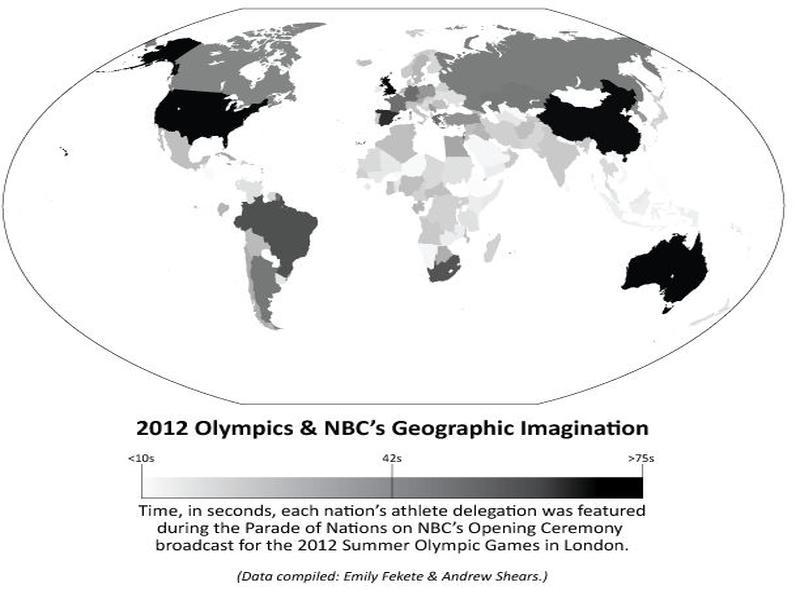 2012 Olympics & NBC's Geographic Imagination
<10s 42s >75s
Time, in seconds, each nation's athlete delegation was featured
during the Parade of Nations on NBC's Opening Ceremony
broadcast for the 2012 Summer Olympic Games in London.
(Data compiled: Emily Fekete & Andrew Shears.)